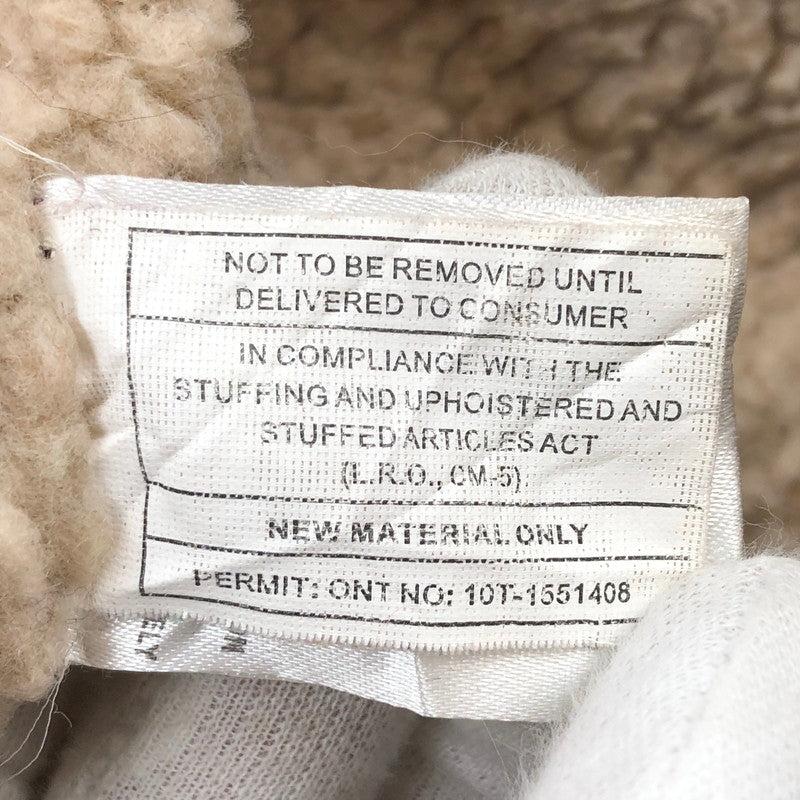 NOT TO BE REMOVED UNTIL
DELIVERED TO CONSUMER
IN COMPLIANCE WITH THE
STUFFING AND UPHOISTERED AND
STUFFED ARTICLES ACT
(L.R.O., CM-5)
NEW MATERIAL ONLY
PERMIT: ONT NO: 10T-1551408